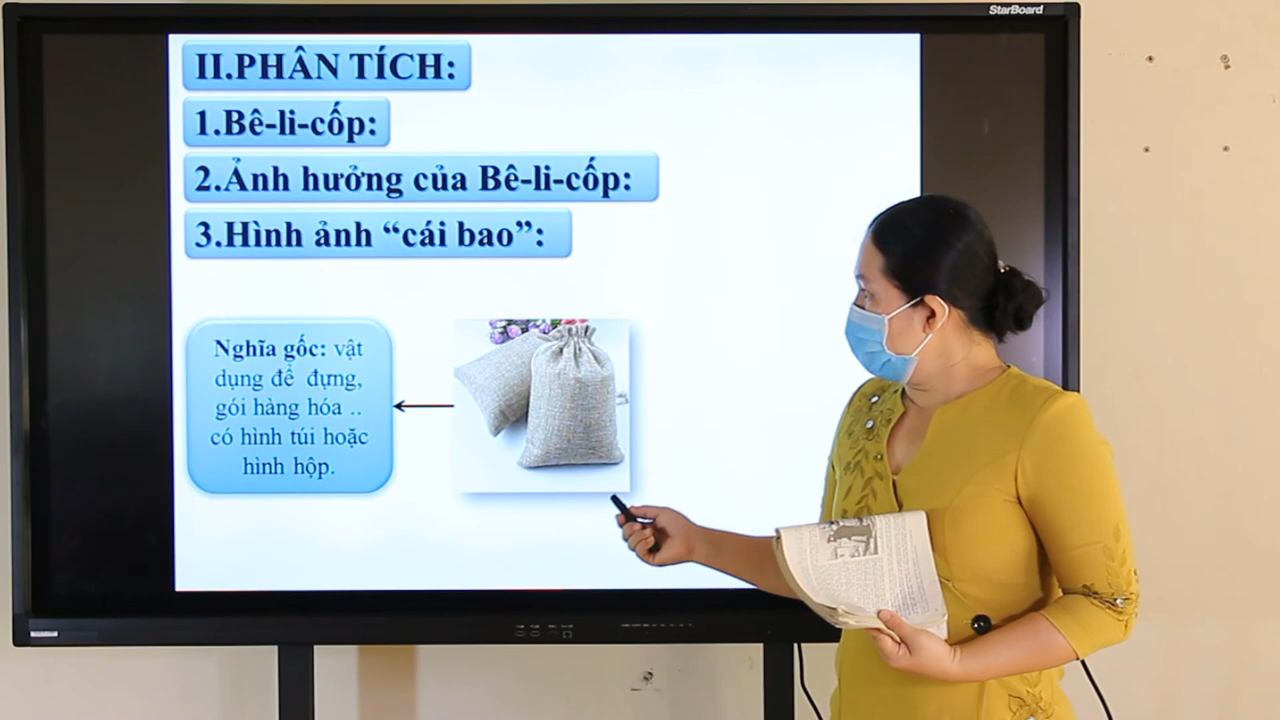 StarBoard
II.PHÂN TÍCH:
1.Bê-li-cốp:
2.Ảnh hưởng của Bê-li-cốp:
3.Hình ảnh “cái bao”:
Nghĩa gốc: vật
dụng để đựng,
gói hàng hóa ..
có hình túi hoặc
hình hộp.